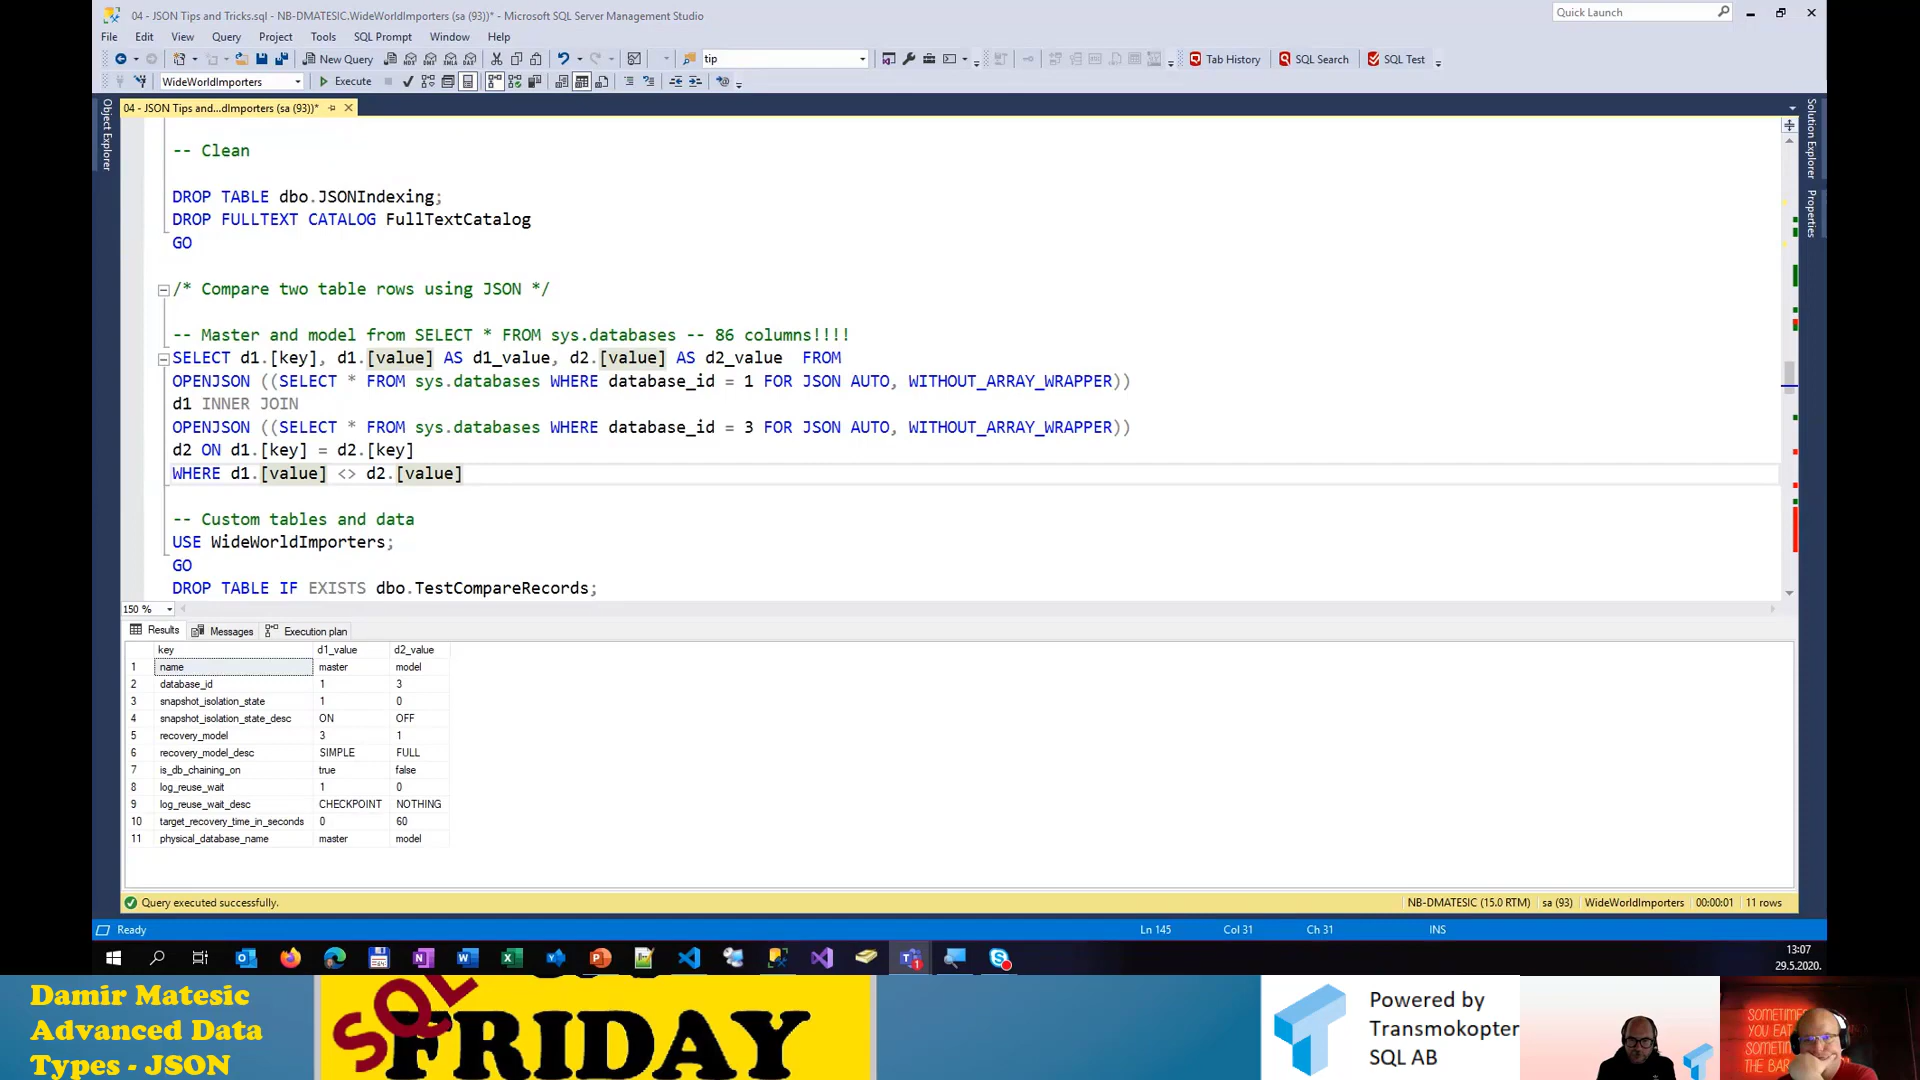 04 - JSON Tips and Tricks.sql - NB-DMATESIC.WideWorldImporters (sa (93))* - Microsoft SQL Server Management Studio
Quick Launch
File Edit View Query Project Tools SQL Prompt Window Help
New Query
tip
Tab History
SQL Search
SQL Test
WideWorldImporters
Execute
Object Explorer
04 - JSON Tips and...dImporters (sa (93))*
Solution Explorer
Properties
-- Clean
DROP TABLE dbo.JSONIndexing;
DROP FULLTEXT CATALOG FullTextCatalog
GO
/* Compare two table rows using JSON */
-- Master and model from SELECT * FROM sys.databases -- 86 columns!!!!
SELECT d1.[key], d1.[value] AS d1_value, d2.[value] AS d2_value  FROM
OPENJSON ((SELECT * FROM sys.databases WHERE database_id = 1 FOR JSON AUTO, WITHOUT_ARRAY_WRAPPER))
d1 INNER JOIN
OPENJSON ((SELECT * FROM sys.databases WHERE database_id = 3 FOR JSON AUTO, WITHOUT_ARRAY_WRAPPER))
d2 ON d1.[key] = d2.[key]
WHERE d1.[value] <> d2.[value]
-- Custom tables and data
USE WideWorldImporters;
GO
DROP TABLE IF EXISTS dbo.TestCompareRecords;
150 %
Results Messages Execution plan
key d1_value d2_value
1 name master model
2 database_id 1 3
3 snapshot_isolation_state 1 0
4 snapshot_isolation_state_desc ON OFF
5 recovery_model 3 1
6 recovery_model_desc SIMPLE FULL
7 is_db_chaining_on true false
8 log_reuse_wait 1 0
9 log_reuse_wait_desc CHECKPOINT NOTHING
10 target_recovery_time_in_seconds 0 60
11 physical_database_name master model
Query executed successfully.
NB-DMATESIC (15.0 RTM) sa (93) WideWorldImporters 00:00:01 11 rows
Ready
Ln 145 Col 31 Ch 31 INS
13:07
29.5.2020.
Damir Matesic
Advanced Data
Types - JSON
SQL
FRIDAY
Powered by
Transmokopter
SQL AB
SOMETIMES
YOU EAT
SOMETIM
THE BAR